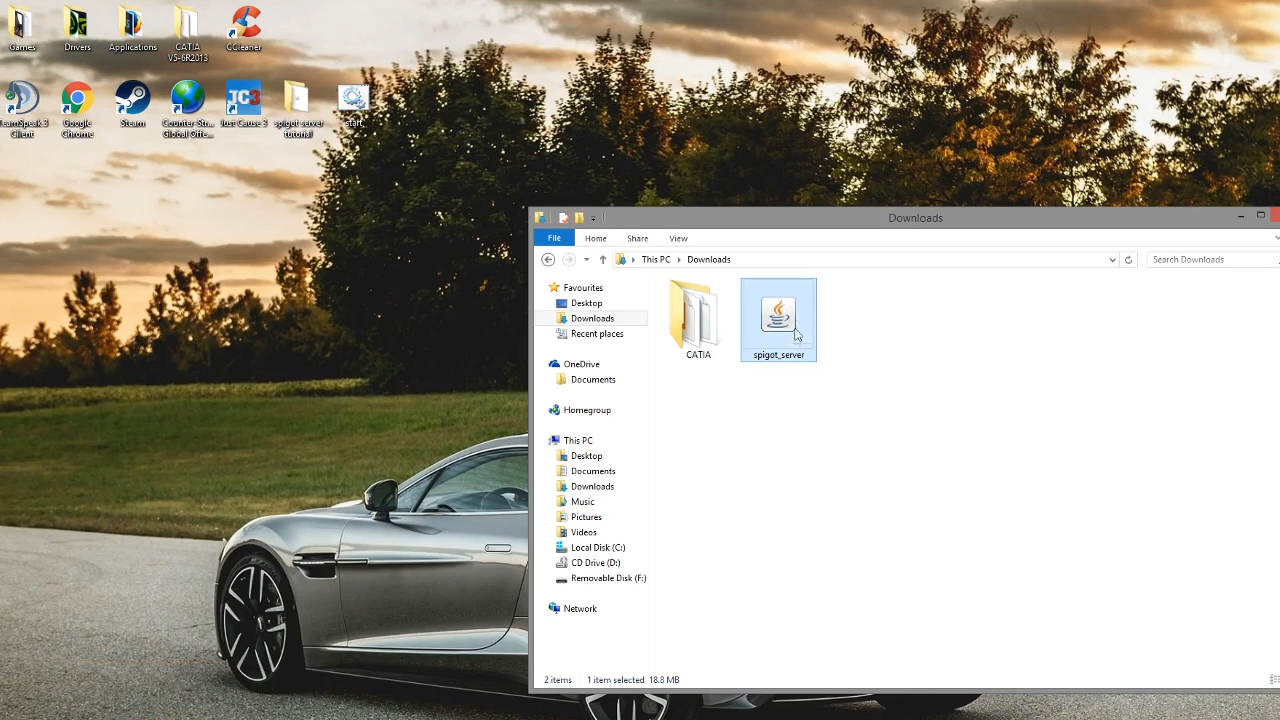 Games
Drivers
Applications
CATIA
V5-6R2013
CCleaner
TeamSpeak 3
Client
Google
Chrome
Steam
Counter-Str...
Global Offe...
JC3
Just Cause 3
spigot server
tutorial
start
Downloads
File
Home
Share
View
This PC
Downloads
Search Downloads
Favourites
Desktop
Downloads
Recent places
OneDrive
Documents
Homegroup
This PC
Desktop
Documents
Downloads
Music
Pictures
Videos
Local Disk (C:)
CD Drive (D:)
Removable Disk (F:)
Network
CATIA
spigot_server
2 items
1 item selected 18.8 MB